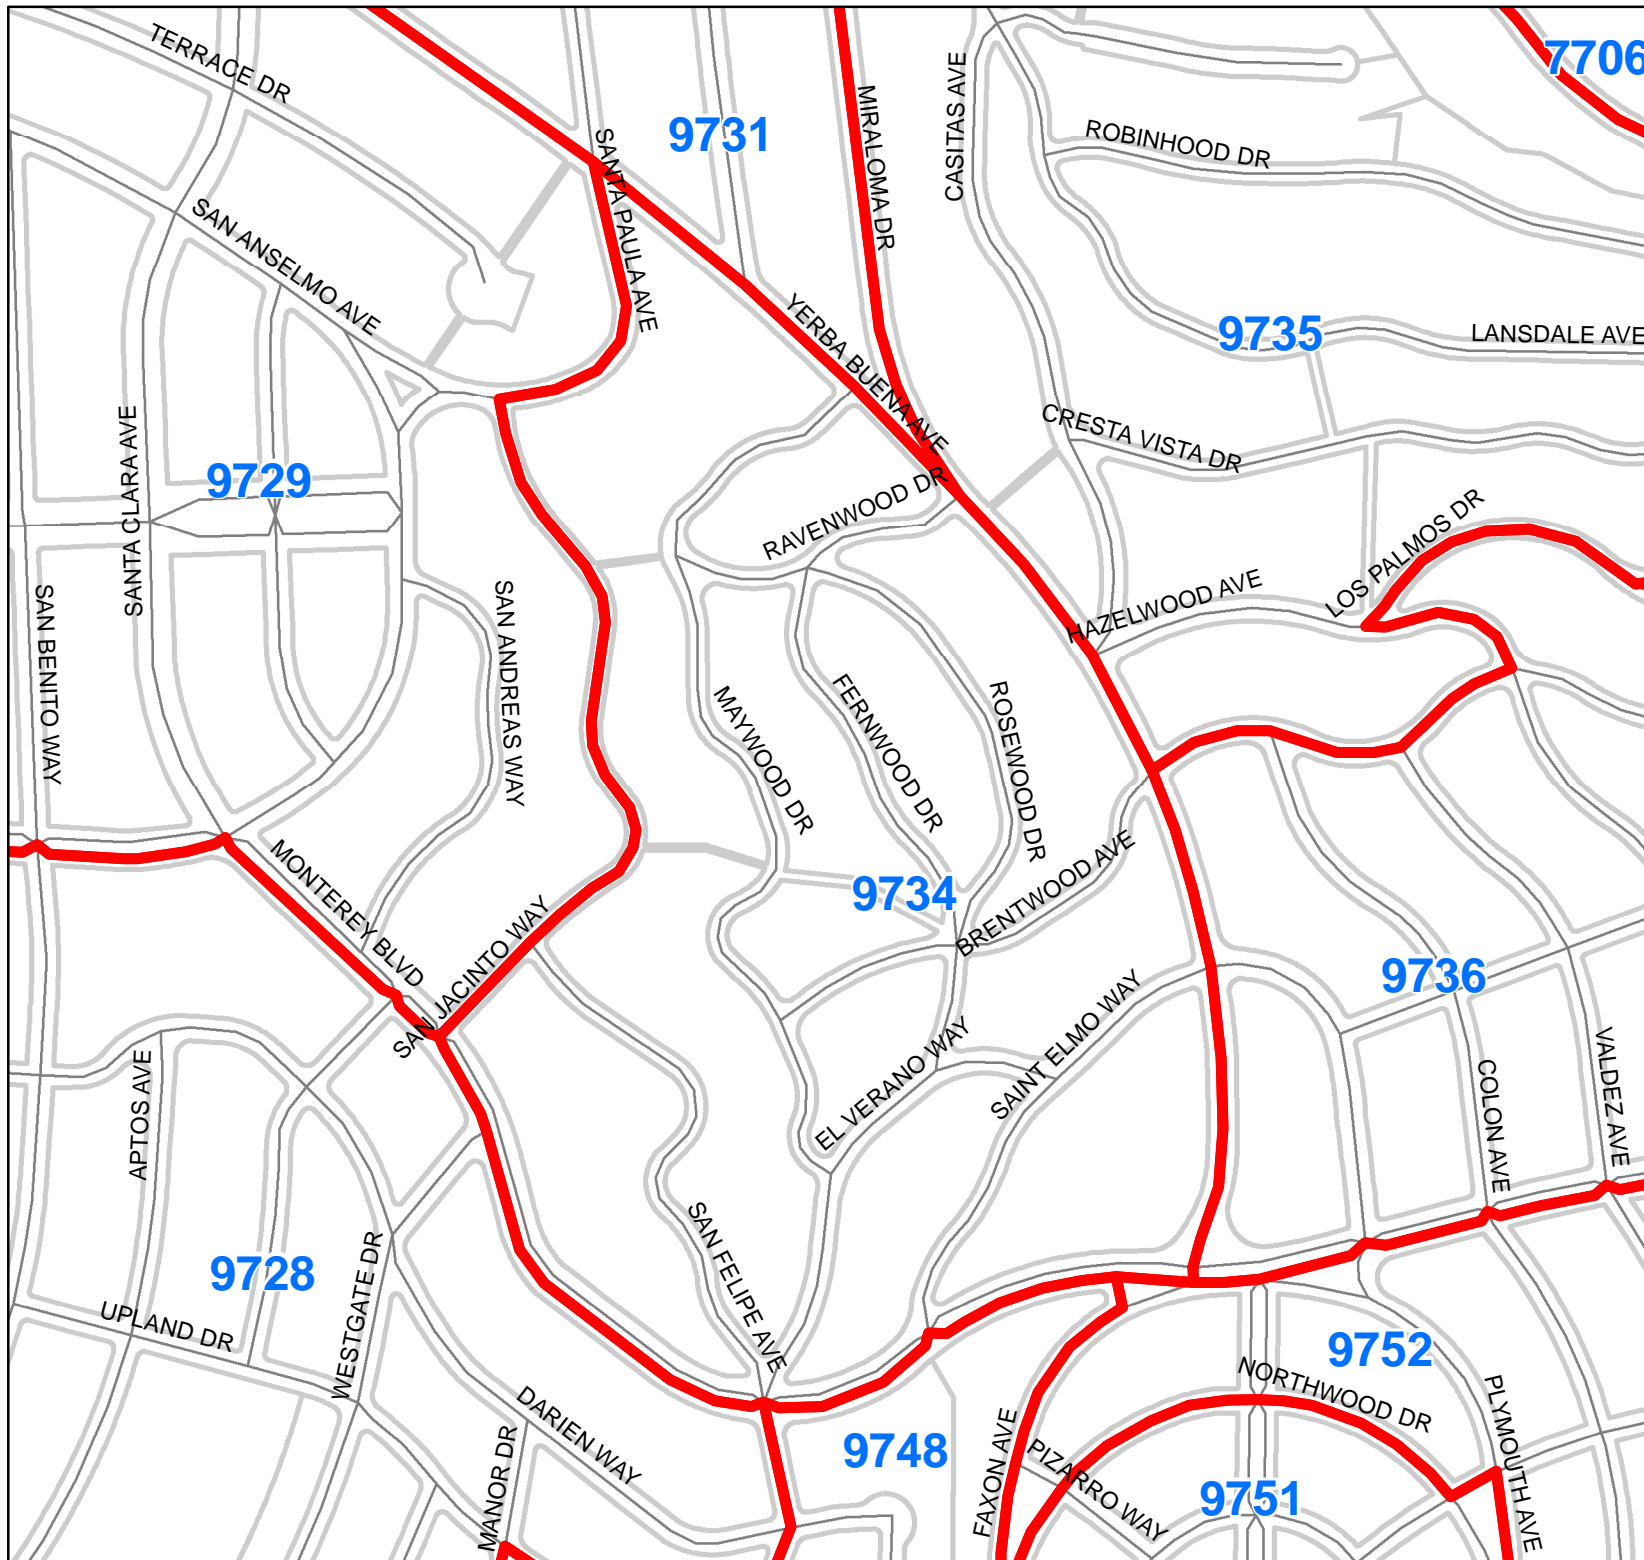 TERRACE DR
7706
9731
MIRALOMA DR
CASITAS AVE
ROBINHOOD DR
SANTA PAULA AVE
SAN ANSELMO AVE
YERBA BUENA AVE
9735
LANSDALE AVE
CRESTA VISTA DR
SANTA CLARA AVE
9729
RAVENWOOD DR
LOS PALMOS DR
HAZELWOOD AVE
SAN BENITO WAY
SAN ANDREAS WAY
MAYWOOD DR
FERNWOOD DR
ROSEWOOD DR
MONTEREY BLVD
9734
BRENTWOOD AVE
SAN JACINTO WAY
9736
APTOS AVE
EL VERANO WAY
SAINT ELMO WAY
COLON AVE
VALDEZ AVE
9728
WESTGATE DR
SAN FELIPE AVE
UPLAND DR
9752
NORTHWOOD DR
DARIEN WAY
MANOR DR
9748
FAXON AVE
PIZARRO WAY
9751
PLYMOUTH AVE